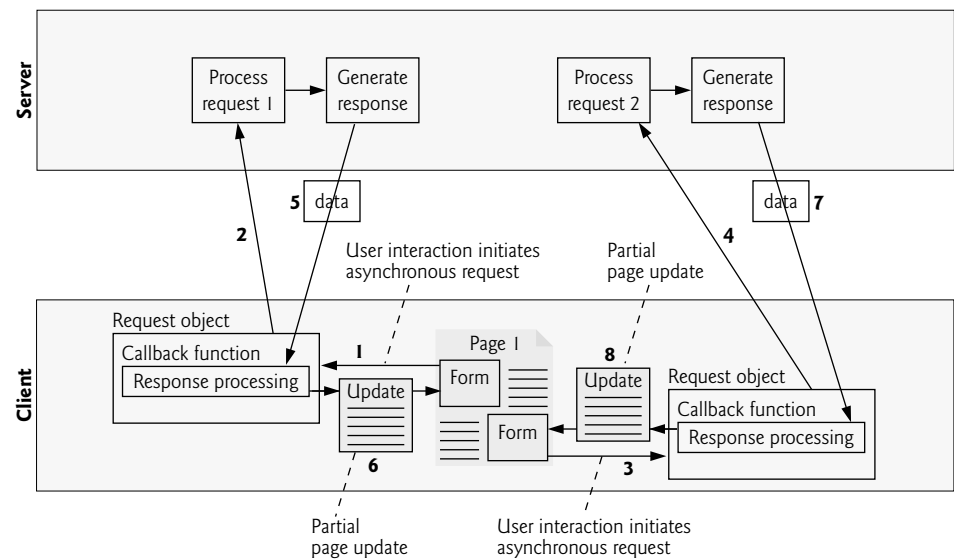 Server
Process
request 1
Generate
response
Process
request 2
Generate
response
5
data
data
7
2
4
User interaction initiates
asynchronous request
Partial
page update
Client
Request object
Callback function
Response processing
1
Page 1
Form
Update
6
8
Update
Form
3
Request object
Callback function
Response processing
Partial
page update
User interaction initiates
asynchronous request